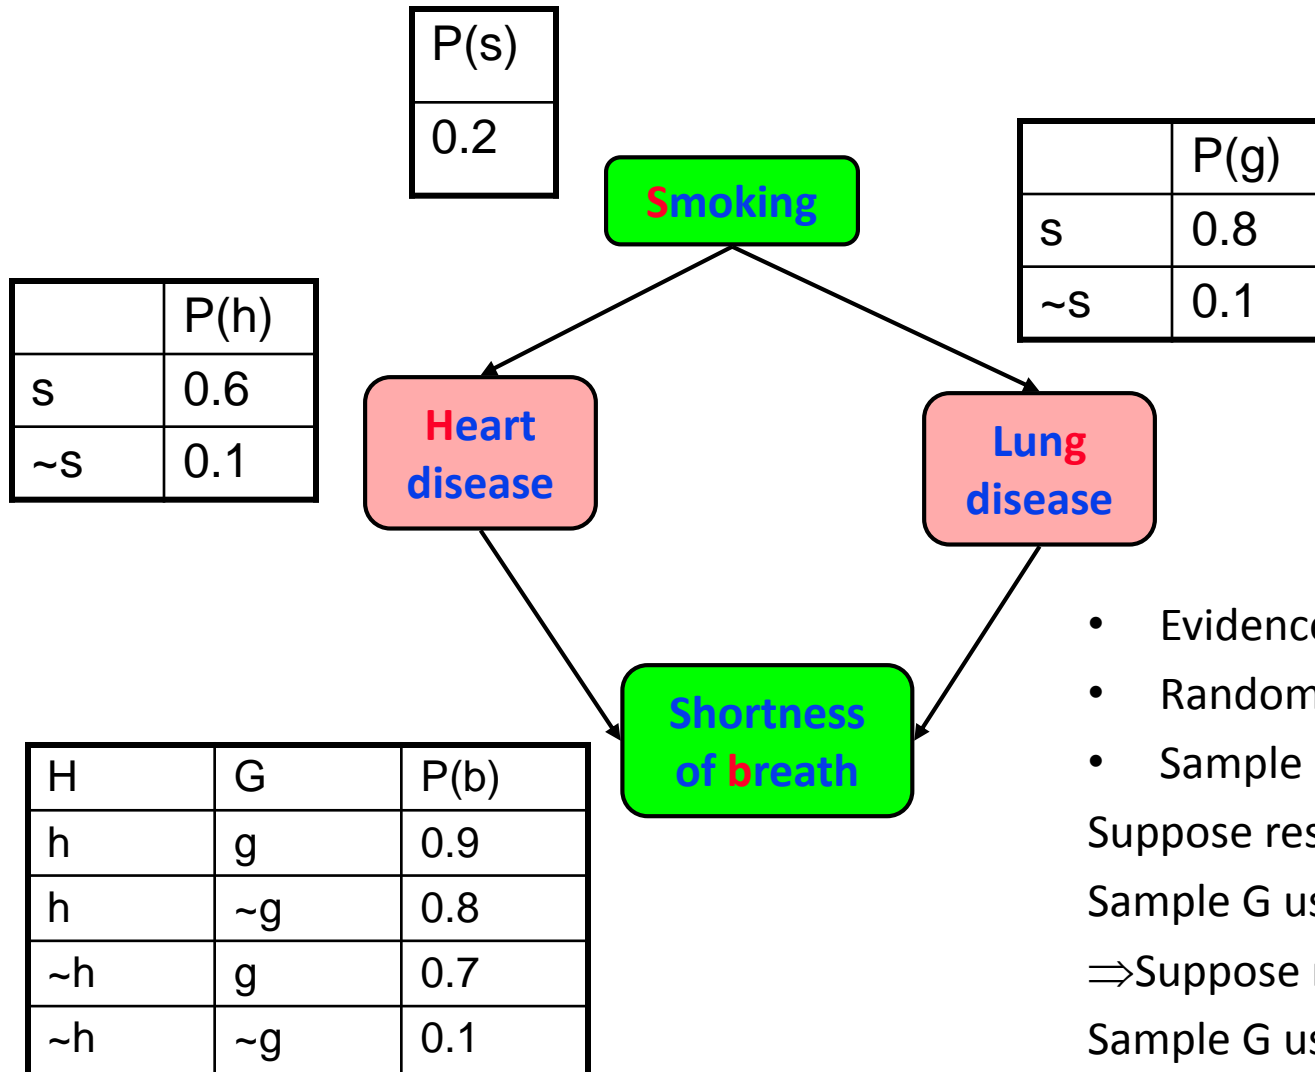 P(s)
0.2
Smoking
P(g)
s 0.8
~s 0.1
P(h)
s 0.6
~s 0.1
Heart
disease
Lung
disease
Shortness
of breath
H G P(b)
h g 0.9
h ~g 0.8
~h g 0.7
~h ~g 0.1
• Evidence
• Random
• Sample
Suppose res
Sample G us
⇒Suppose r
Sample G us